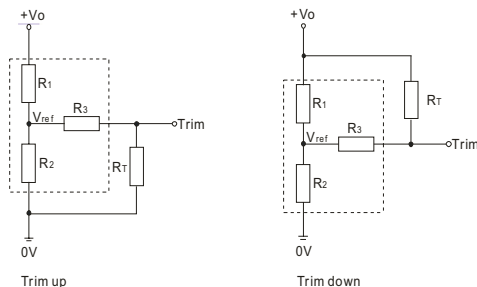 +Vo
R1
R3
Vref
Trim
R2
RT
0V
Trim up
+Vo
R1
RT
R3
Vref
Trim
R2
0V
Trim down